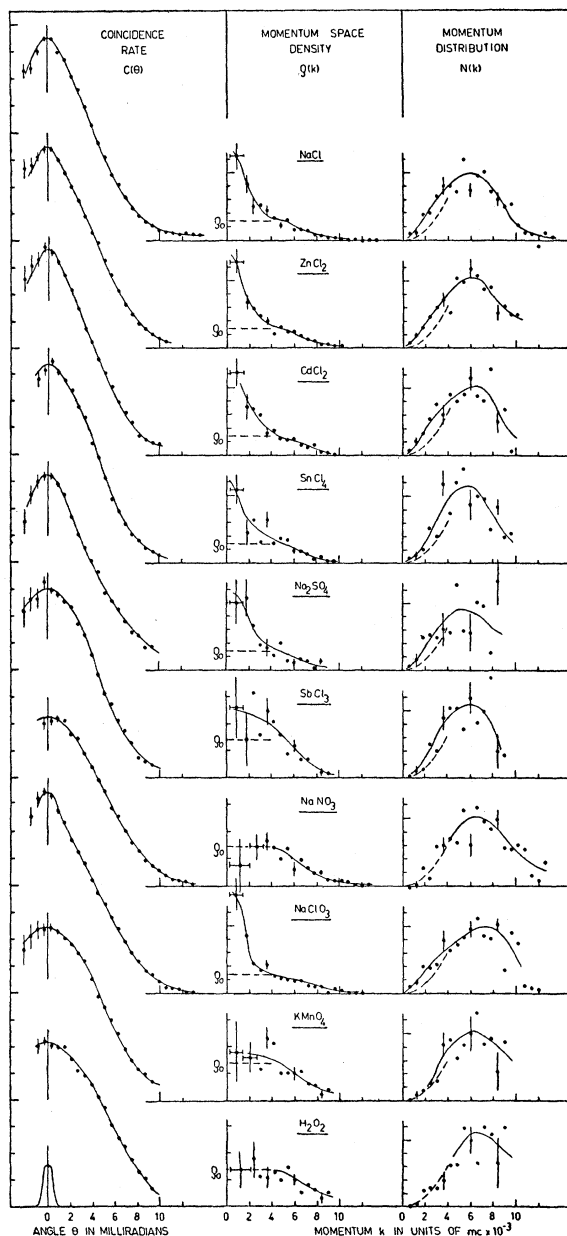 COINCIDENCE
RATE
C(θ)
MOMENTUM SPACE
DENSITY
ρ(k)
MOMENTUM
DISTRIBUTION
N(k)
NaCl
ρ₀
ZnCl₂
ρ₀
CdCl₂
ρ₀
SnCl₄
ρ₀
Na₂SO₄
ρ₀
SbCl₃
ρ₀
NaNO₃
ρ₀
NaClO₃
ρ₀
KMnO₄
ρ₀
H₂O₂
ρ₀
0 2 4 6 8 10 0 2 4 6 8 10 0 2 4 6 8 10
ANGLE θ IN MILLIRADIANS MOMENTUM k IN UNITS OF mc x 10⁻³